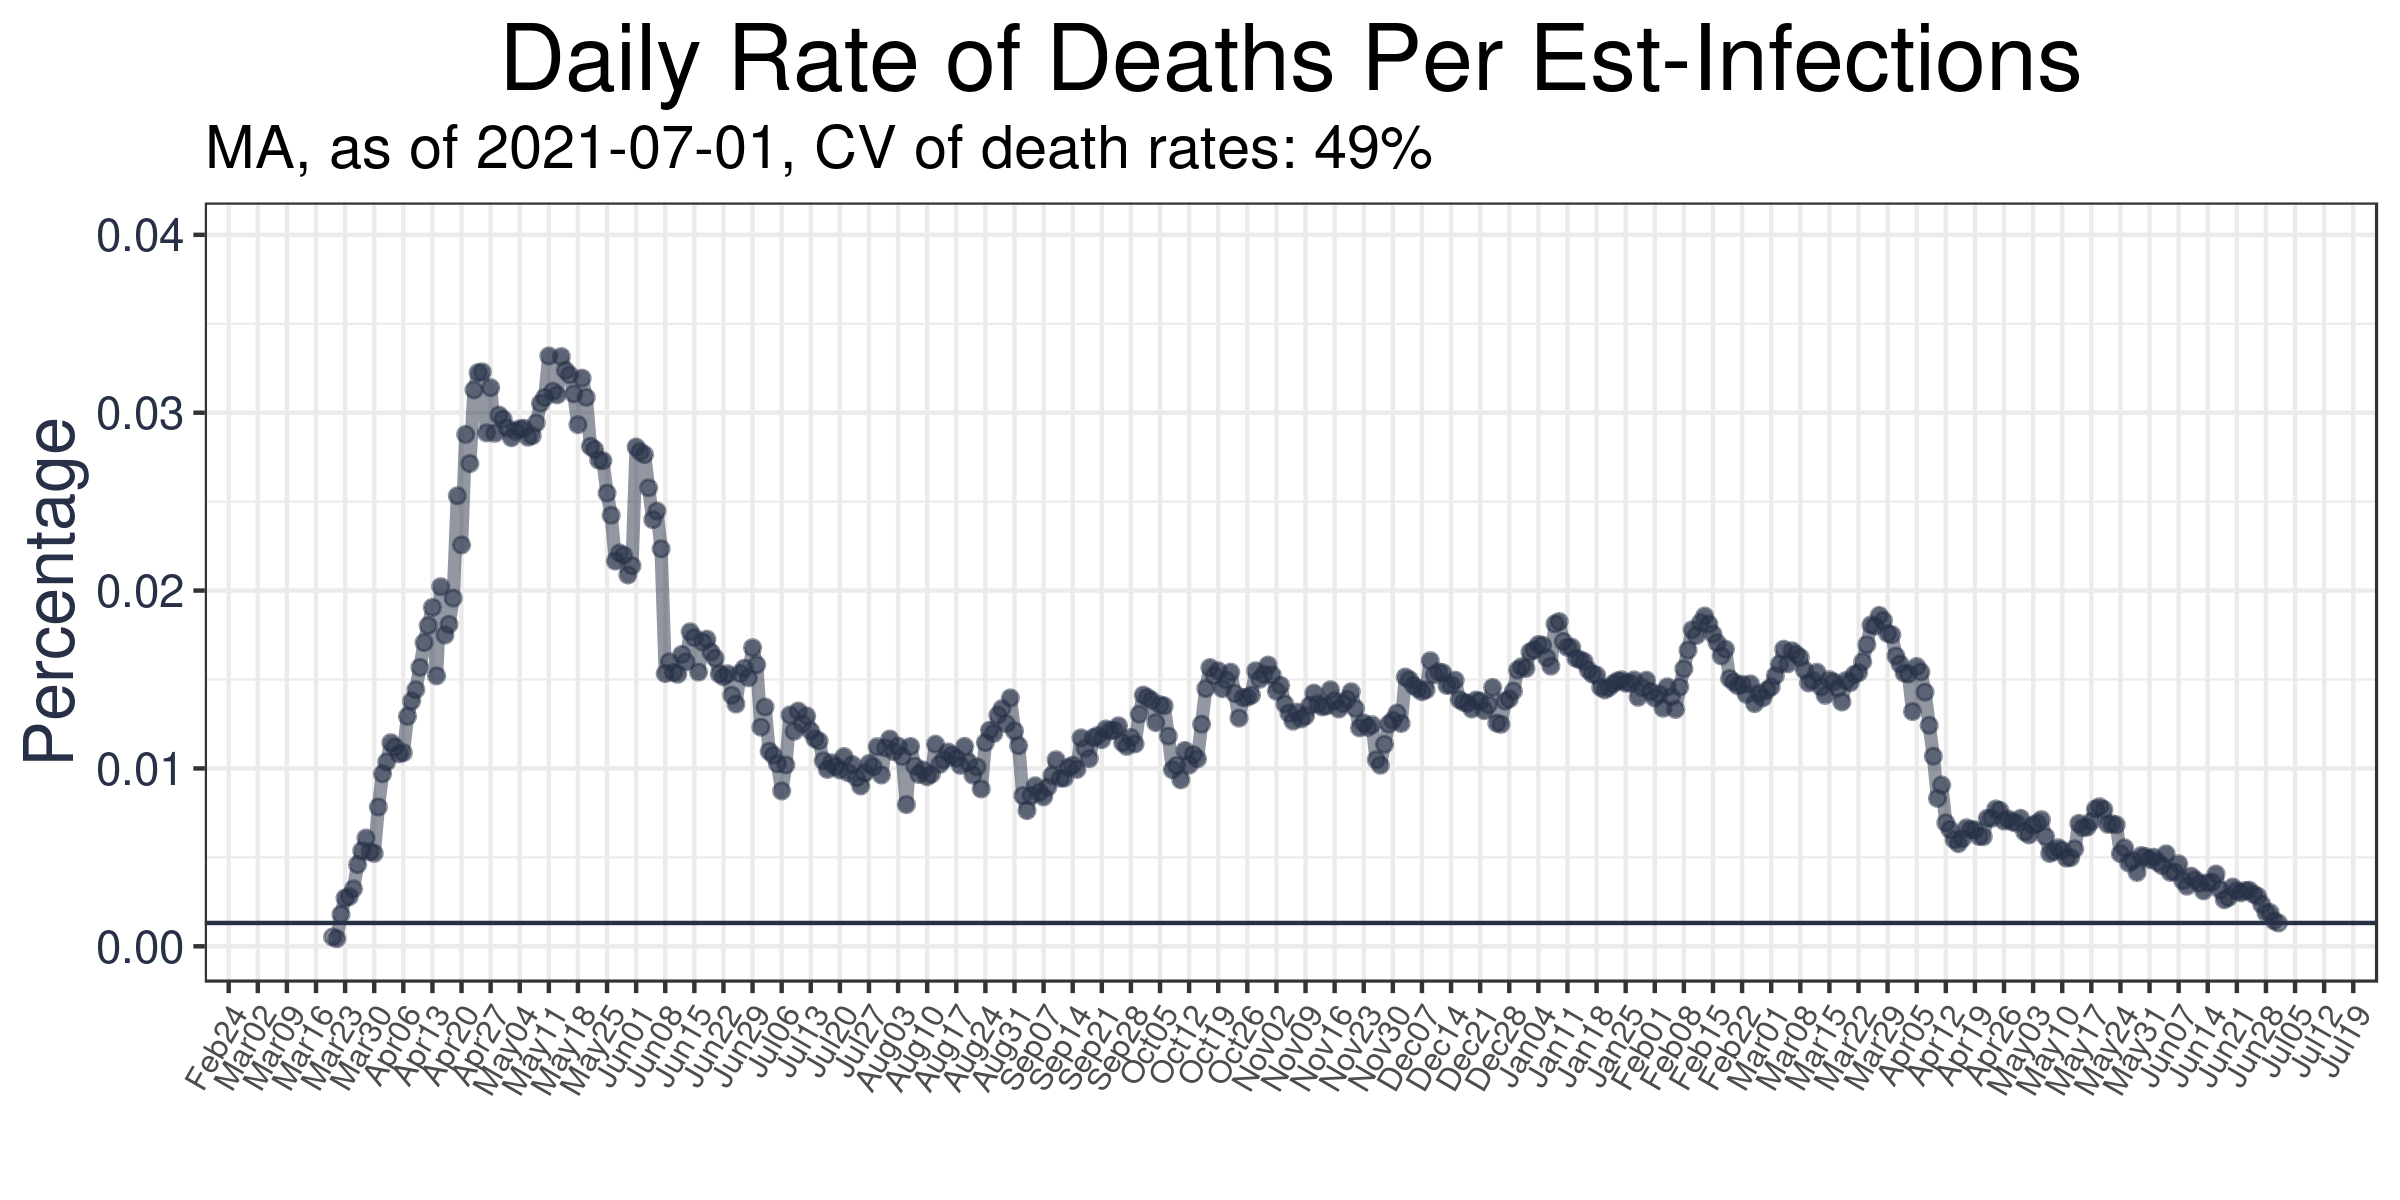 Daily Rate of Deaths Per Est-Infections
MA, as of 2021-07-01, CV of death rates: 49%
Percentage
0.04
0.03
0.02
0.01
0.00
Feb24
Mar02
Mar09
Mar16
Mar23
Mar30
Apr06
Apr13
Apr20
Apr27
May04
May11
May18
May25
Jun01
Jun08
Jun15
Jun22
Jun29
Jul06
Jul13
Jul20
Jul27
Aug03
Aug10
Aug17
Aug24
Aug31
Sep07
Sep14
Sep21
Sep28
Oct05
Oct12
Oct19
Oct26
Nov02
Nov09
Nov16
Nov23
Nov30
Dec07
Dec14
Dec21
Dec28
Jan04
Jan11
Jan18
Jan25
Feb01
Feb08
Feb15
Feb22
Mar01
Mar08
Mar15
Mar22
Mar29
Apr05
Apr12
Apr19
Apr26
May03
May10
May17
May24
May31
Jun07
Jun14
Jun21
Jun28
Jul05
Jul12
Jul19